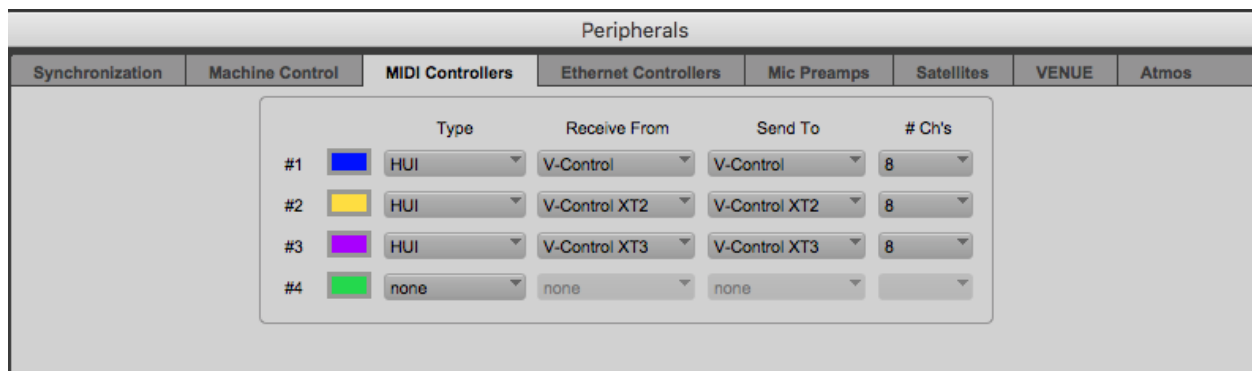 Peripherals
Synchronization Machine Control MIDI Controllers Ethernet Controllers Mic Preamps Satellites VENUE Atmos
Type Receive From Send To # Ch's
#1 HUI V-Control V-Control 8
#2 HUI V-Control XT2 V-Control XT2 8
#3 HUI V-Control XT3 V-Control XT3 8
#4 none none none